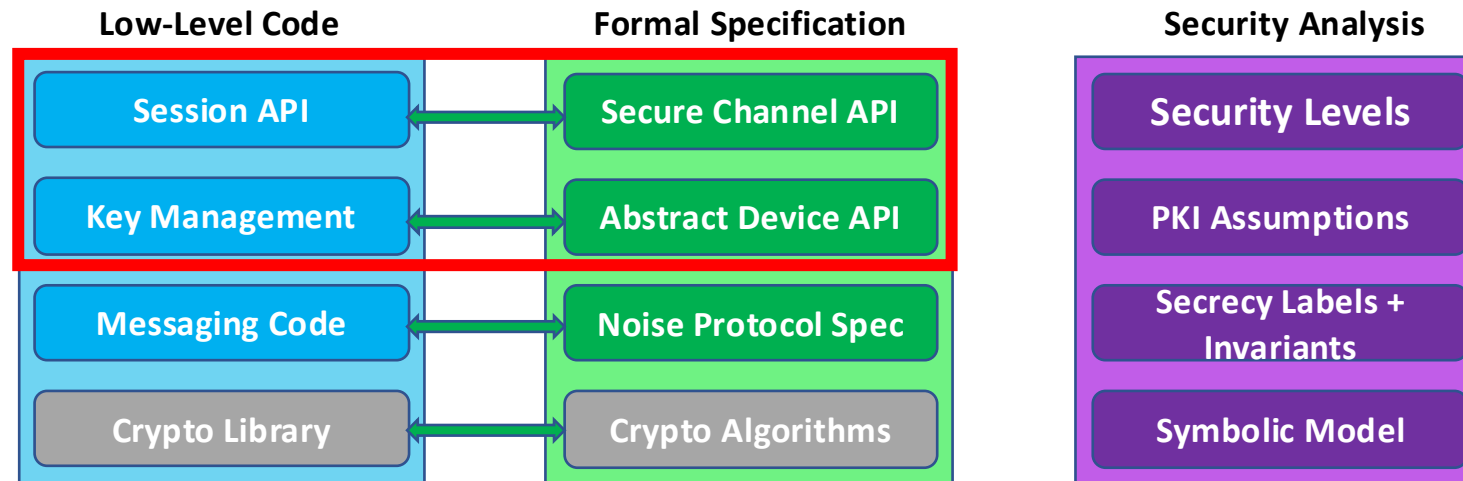 Low-Level Code
Formal Specification
Security Analysis
Session API
Secure Channel API
Security Levels
Key Management
Abstract Device API
PKI Assumptions
Messaging Code
Noise Protocol Spec
Secrecy Labels +
Invariants
Crypto Library
Crypto Algorithms
Symbolic Model